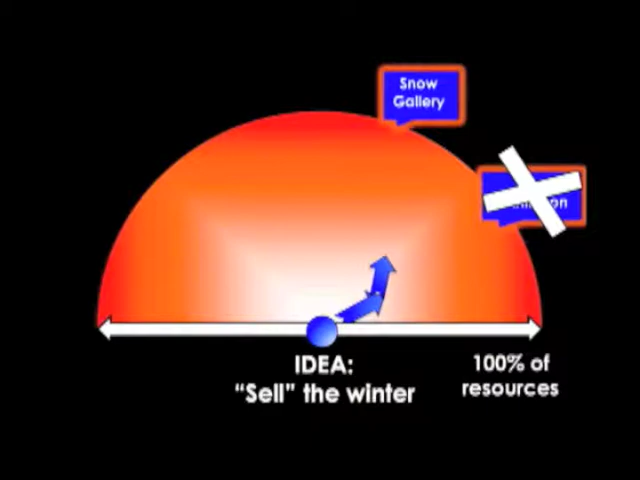 Snow
Gallery
IDEA:
“Sell” the winter
100% of
resources